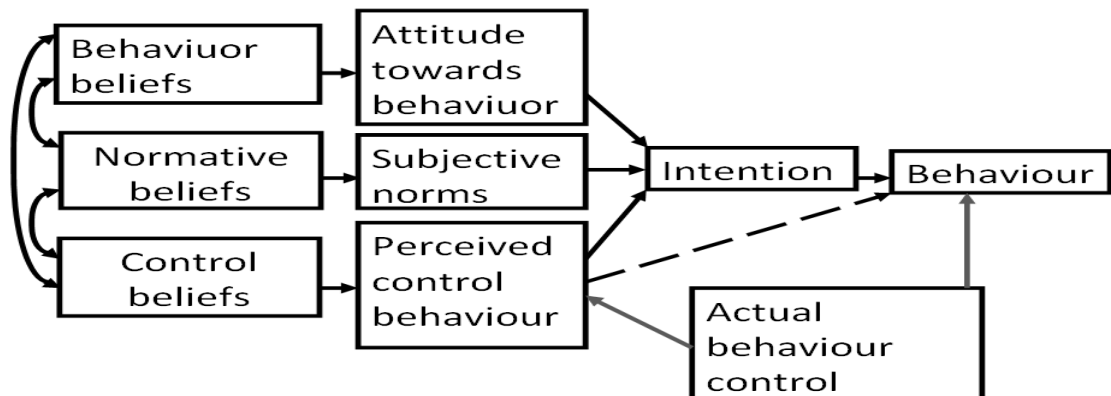 Behaviuor
beliefs
Attitude
towards
behaviuor
Normative
beliefs
Subjective
norms
Intention
Behaviour
Control
beliefs
Perceived
control
behaviour
Actual
behaviour
control